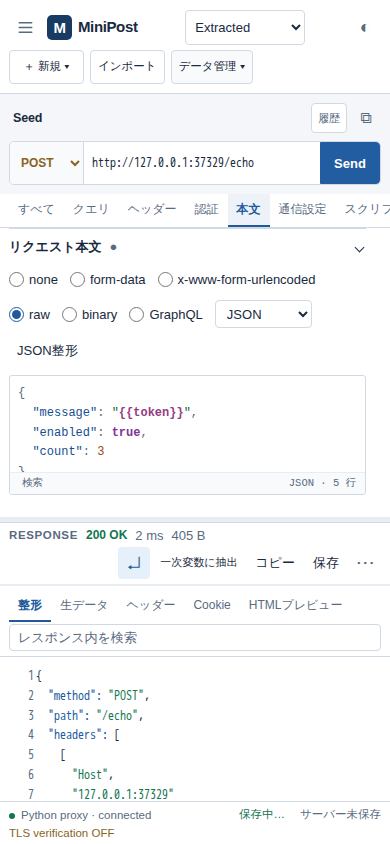 M MiniPost Extracted
＋ 新規 ▾ インポート データ管理 ▾
Seed 履歴
POST http://127.0.0.1:37329/echo Send
すべて クエリ ヘッダー 認証 本文 通信設定 スクリプ
リクエスト本文 ●
none form-data x-www-form-urlencoded
raw binary GraphQL JSON
JSON整形
{
"message": "{{token}}",
"enabled": true,
"count": 3
}
検索 JSON · 5 行
RESPONSE 200 OK 2 ms 405 B
一次変数に抽出 コピー 保存 ···
整形 生データ ヘッダー Cookie HTMLプレビュー
レスポンス内を検索
1 {
2 "method": "POST",
3 "path": "/echo",
4 "headers": [
5 [
6 "Host",
7 "127.0.0.1:37329"
● Python proxy · connected 保存中… サーバー未保存
TLS verification OFF